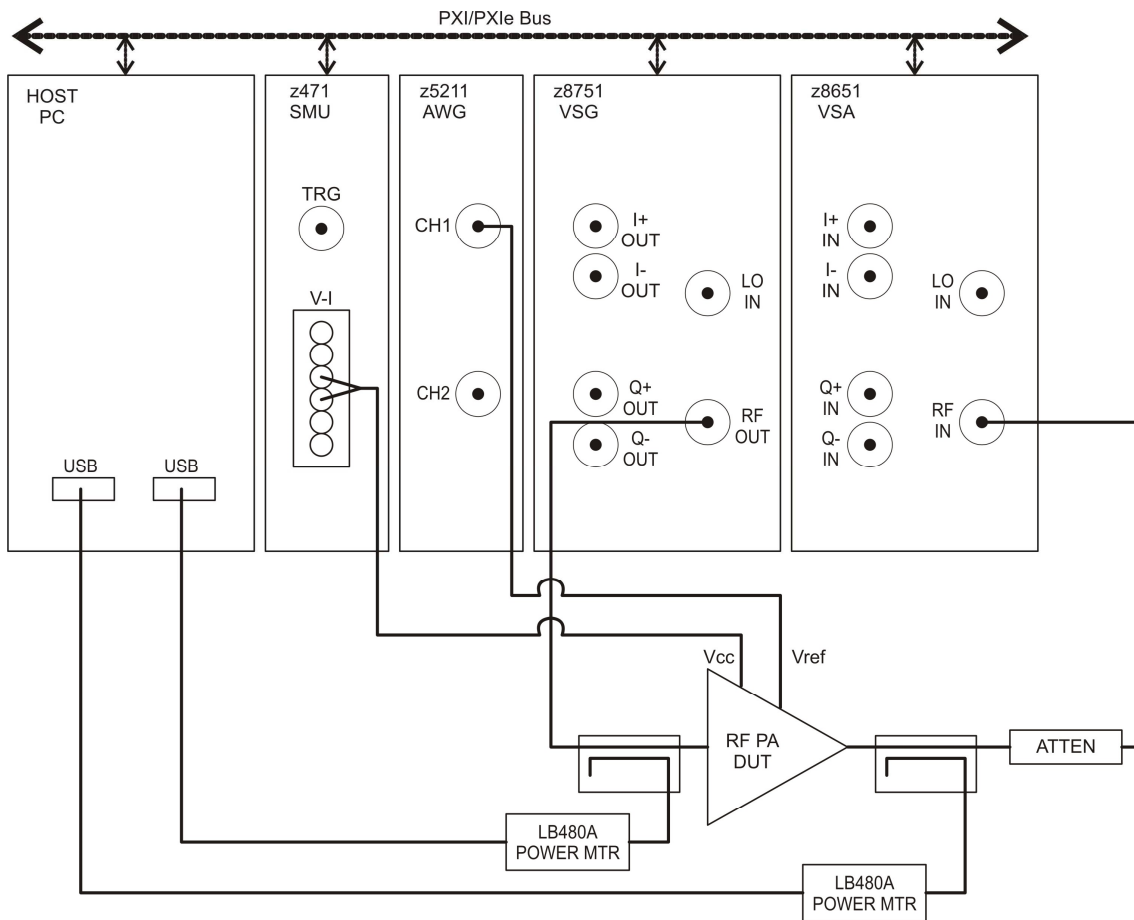 PXI/PXIe Bus
HOST
PC
z471
SMU
z5211
AWG
z8751
VSG
z8651
VSA
TRG
V-I
CH1
CH2
I+
OUT
I-
OUT
LO
IN
Q+
OUT
Q-
OUT
RF
OUT
I+
IN
I-
IN
LO
IN
Q+
IN
Q-
IN
RF
IN
USB
USB
Vcc
Vref
RF PA
DUT
ATTEN
LB480A
POWER MTR
LB480A
POWER MTR